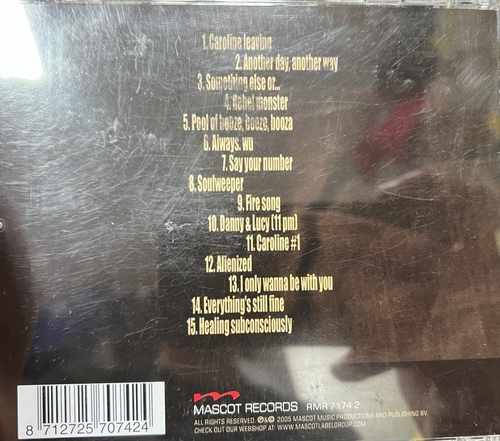 1. Caroline leaving
2. Another day, another way
3. Something else or...
4. Rebel monster
5. Pool of booze, booze, booza
6. Always. wu
7. Say your number
8. Soulweeper
9. Fire song
10. Danny & Lucy (11 pm)
11. Caroline #1
12. Alienized
13. I only wanna be with you
14. Everything's still fine
15. Healing subconsciously
MASCOT RECORDS RMR 7174 2
ALL RIGHTS RESERVED. ℗&© 2005 MASCOT MUSIC PRODUCTIONS AND PUBLISHING BV.
CHECK OUT OUR WEBSHOP AT: WWW.MASCOTLABELGROUP.COM
8 712725 707424